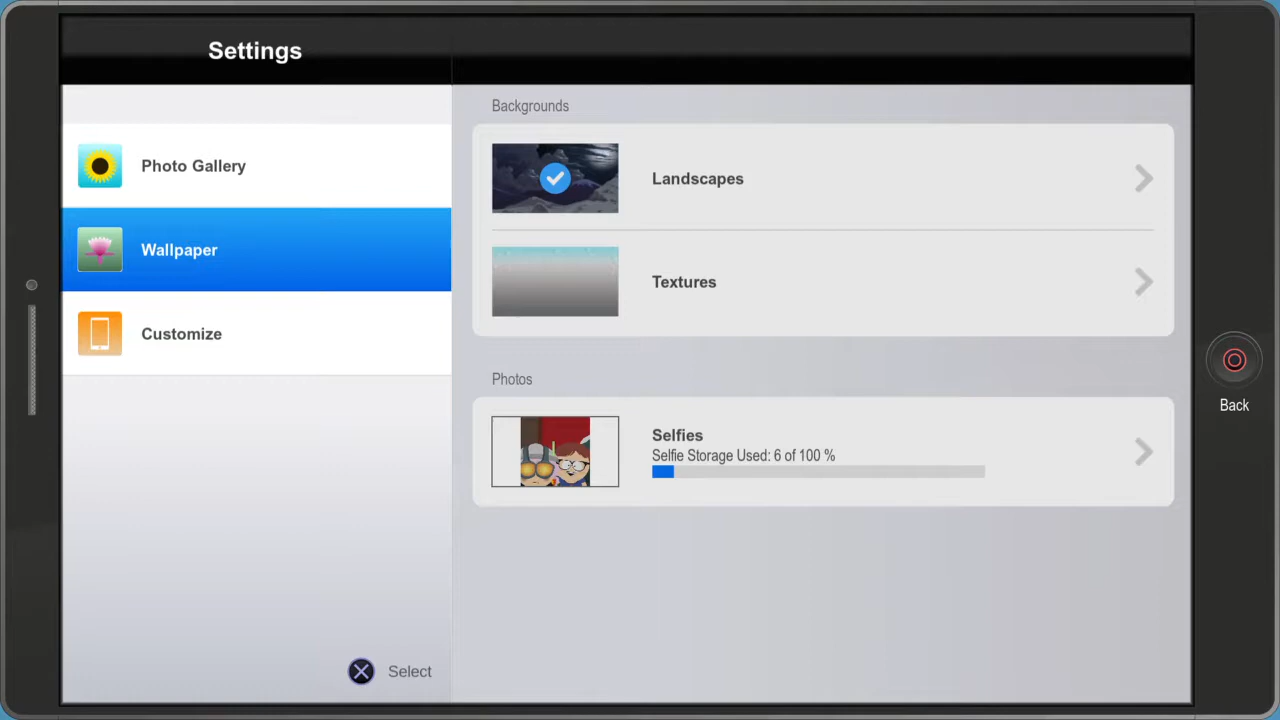 Settings
Photo Gallery
Wallpaper
Customize
Select
Backgrounds
Landscapes
Textures
Photos
Selfies
Selfie Storage Used: 6 of 100 %
Back